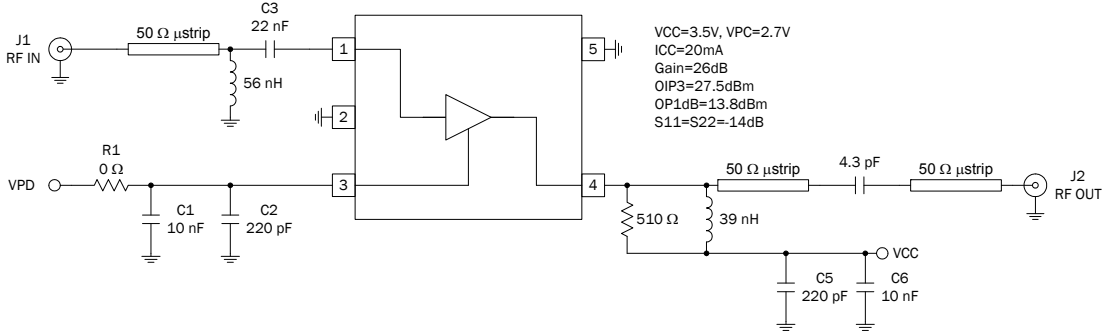 C3
22 nF
J1
RF IN
50 Ω μstrip
56 nH
1
2
3
4
5
VCC=3.5V, VPC=2.7V
ICC=20mA
Gain=26dB
OIP3=27.5dBm
OP1dB=13.8dBm
S11=S22=-14dB
R1
0 Ω
VPD
C1
10 nF
C2
220 pF
50 Ω μstrip
4.3 pF
50 Ω μstrip
J2
RF OUT
510 Ω
39 nH
VCC
C5
220 pF
C6
10 nF